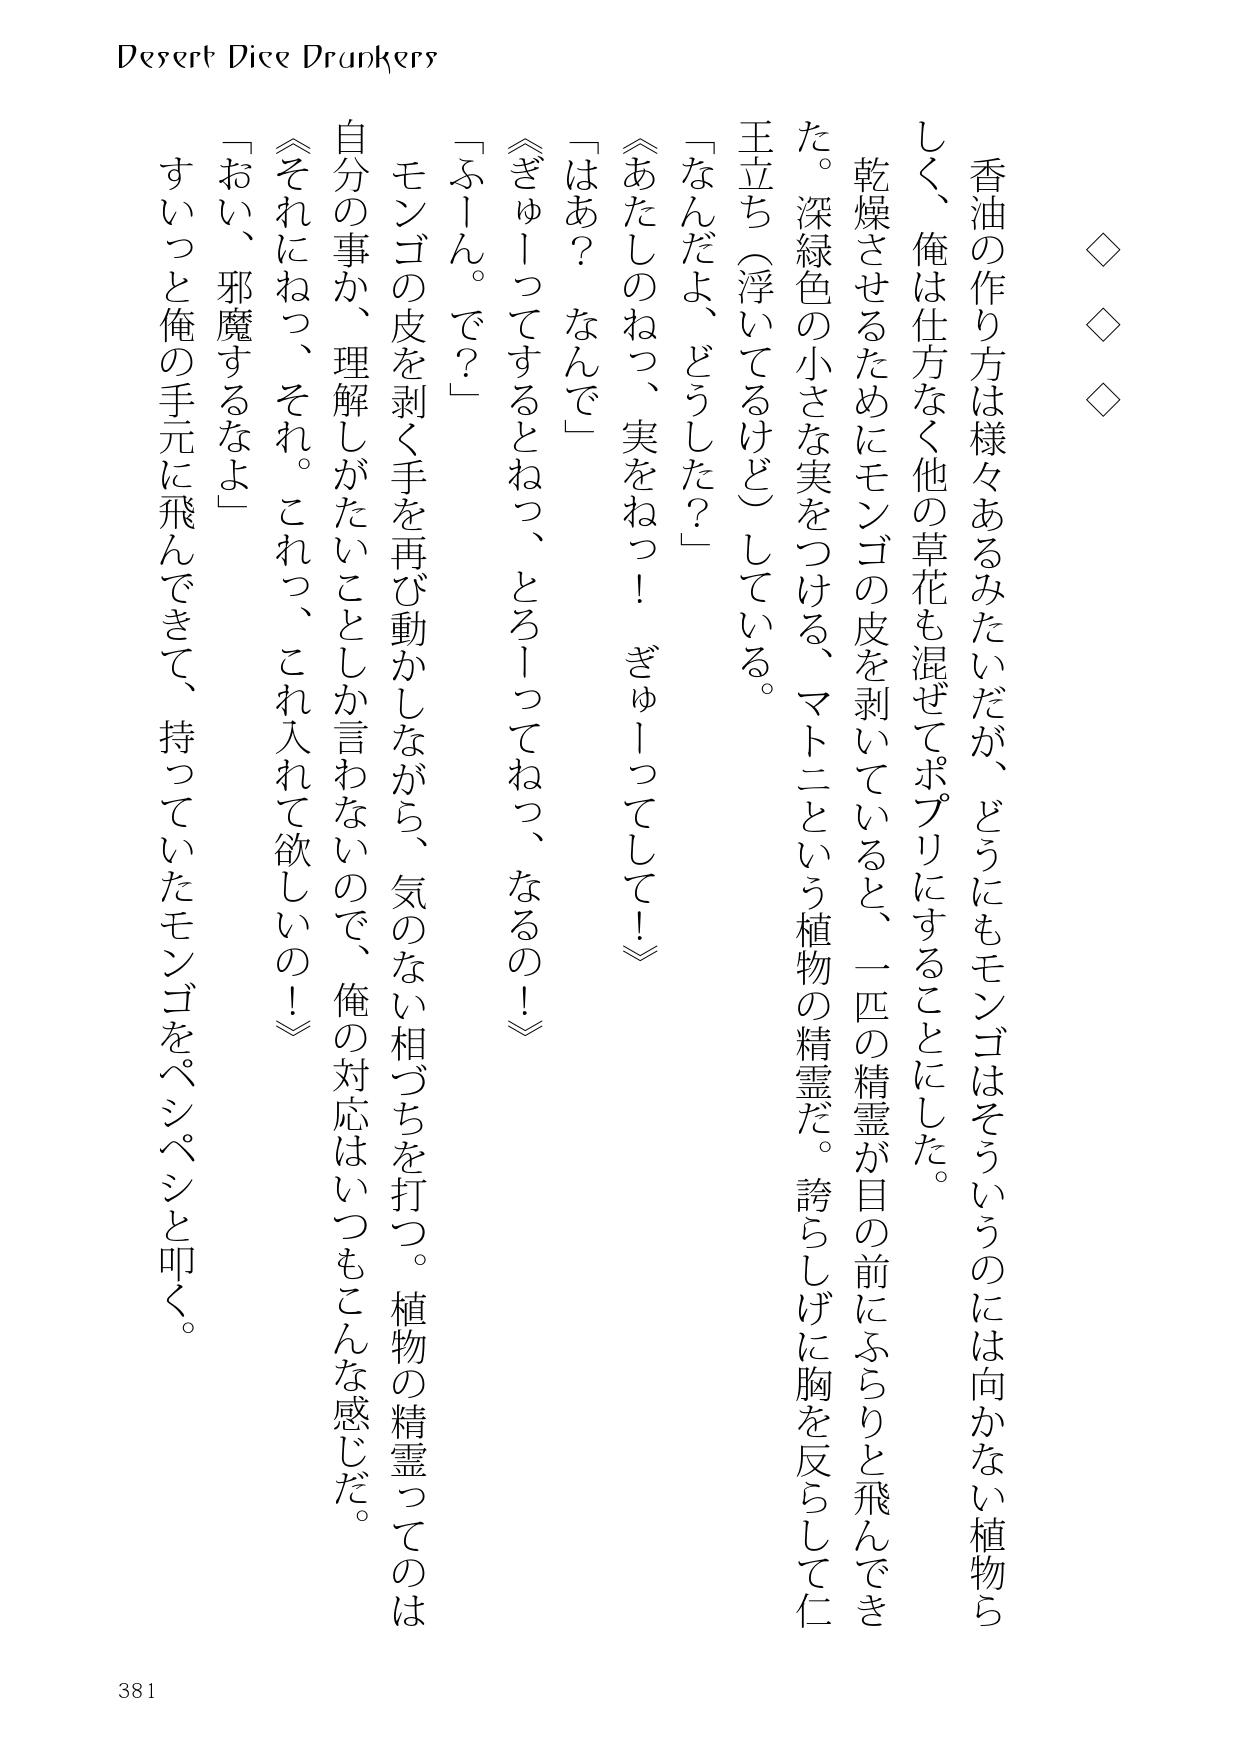 Desert Dice Drunkers
◇　◇　◇
　香油の作り方は様々あるみたいだが、どうにもモンゴはそういうのには向かない植物ら
しく、俺は仕方なく他の草花も混ぜてポプリにすることにした。
　乾燥させるためにモンゴの皮を剥いていると、一匹の精霊が目の前にふらりと飛んでき
た。深緑色の小さな実をつける、マトニという植物の精霊だ。誇らしげに胸を反らして仁
王立ち（浮いてるけど）している。
「なんだよ、どうした？」
《あたしのねっ、実をねっ！　ぎゅーってして！》
「はあ？　なんで」
《ぎゅーってするとねっ、とろーってねっ、なるの！》
「ふーん。で？」
　モンゴの皮を剥く手を再び動かしながら、気のない相づちを打つ。植物の精霊ってのは
自分の事か、理解しがたいことしか言わないので、俺の対応はいつもこんな感じだ。
《それにねっ、それ。これっ、これ入れて欲しいの！》
「おい、邪魔するなよ」
　すいっと俺の手元に飛んできて、持っていたモンゴをペシペシと叩く。
381